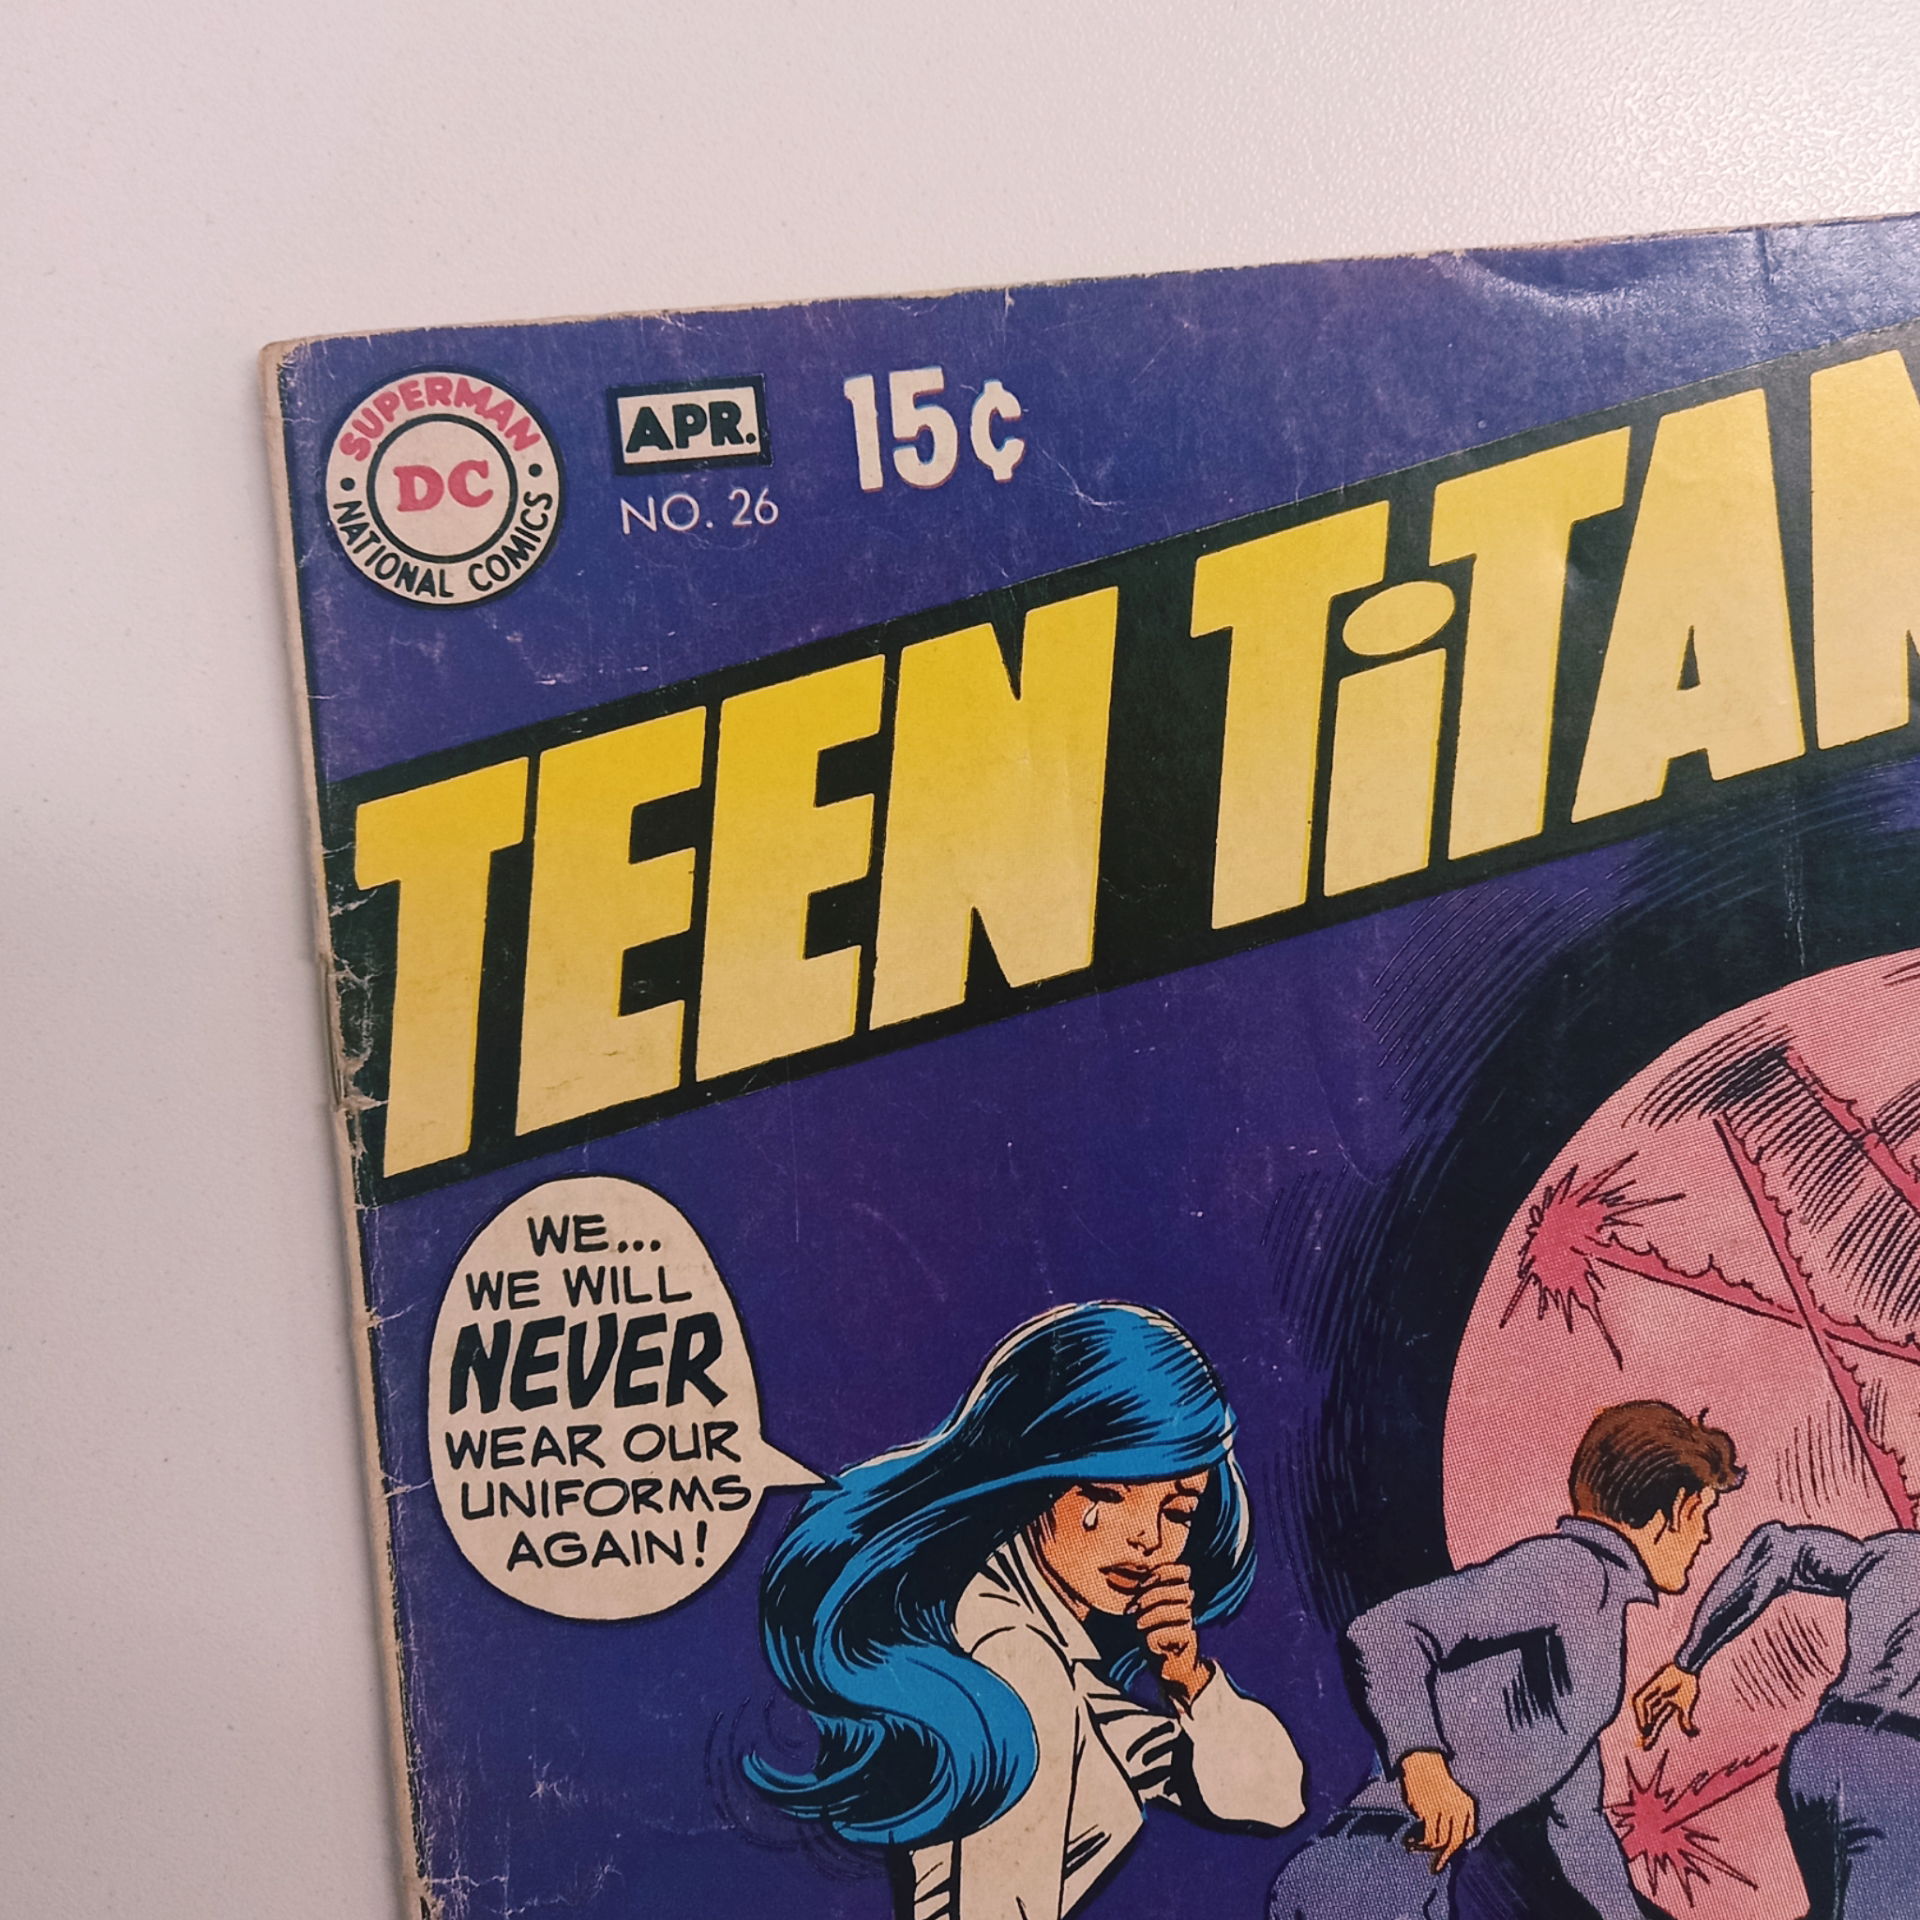 SUPERMAN
DC
NATIONAL COMICS
APR.
NO. 26
15¢
TEEN TiTAN
WE...
WE WILL
NEVER
WEAR OUR
UNIFORMS
AGAIN!